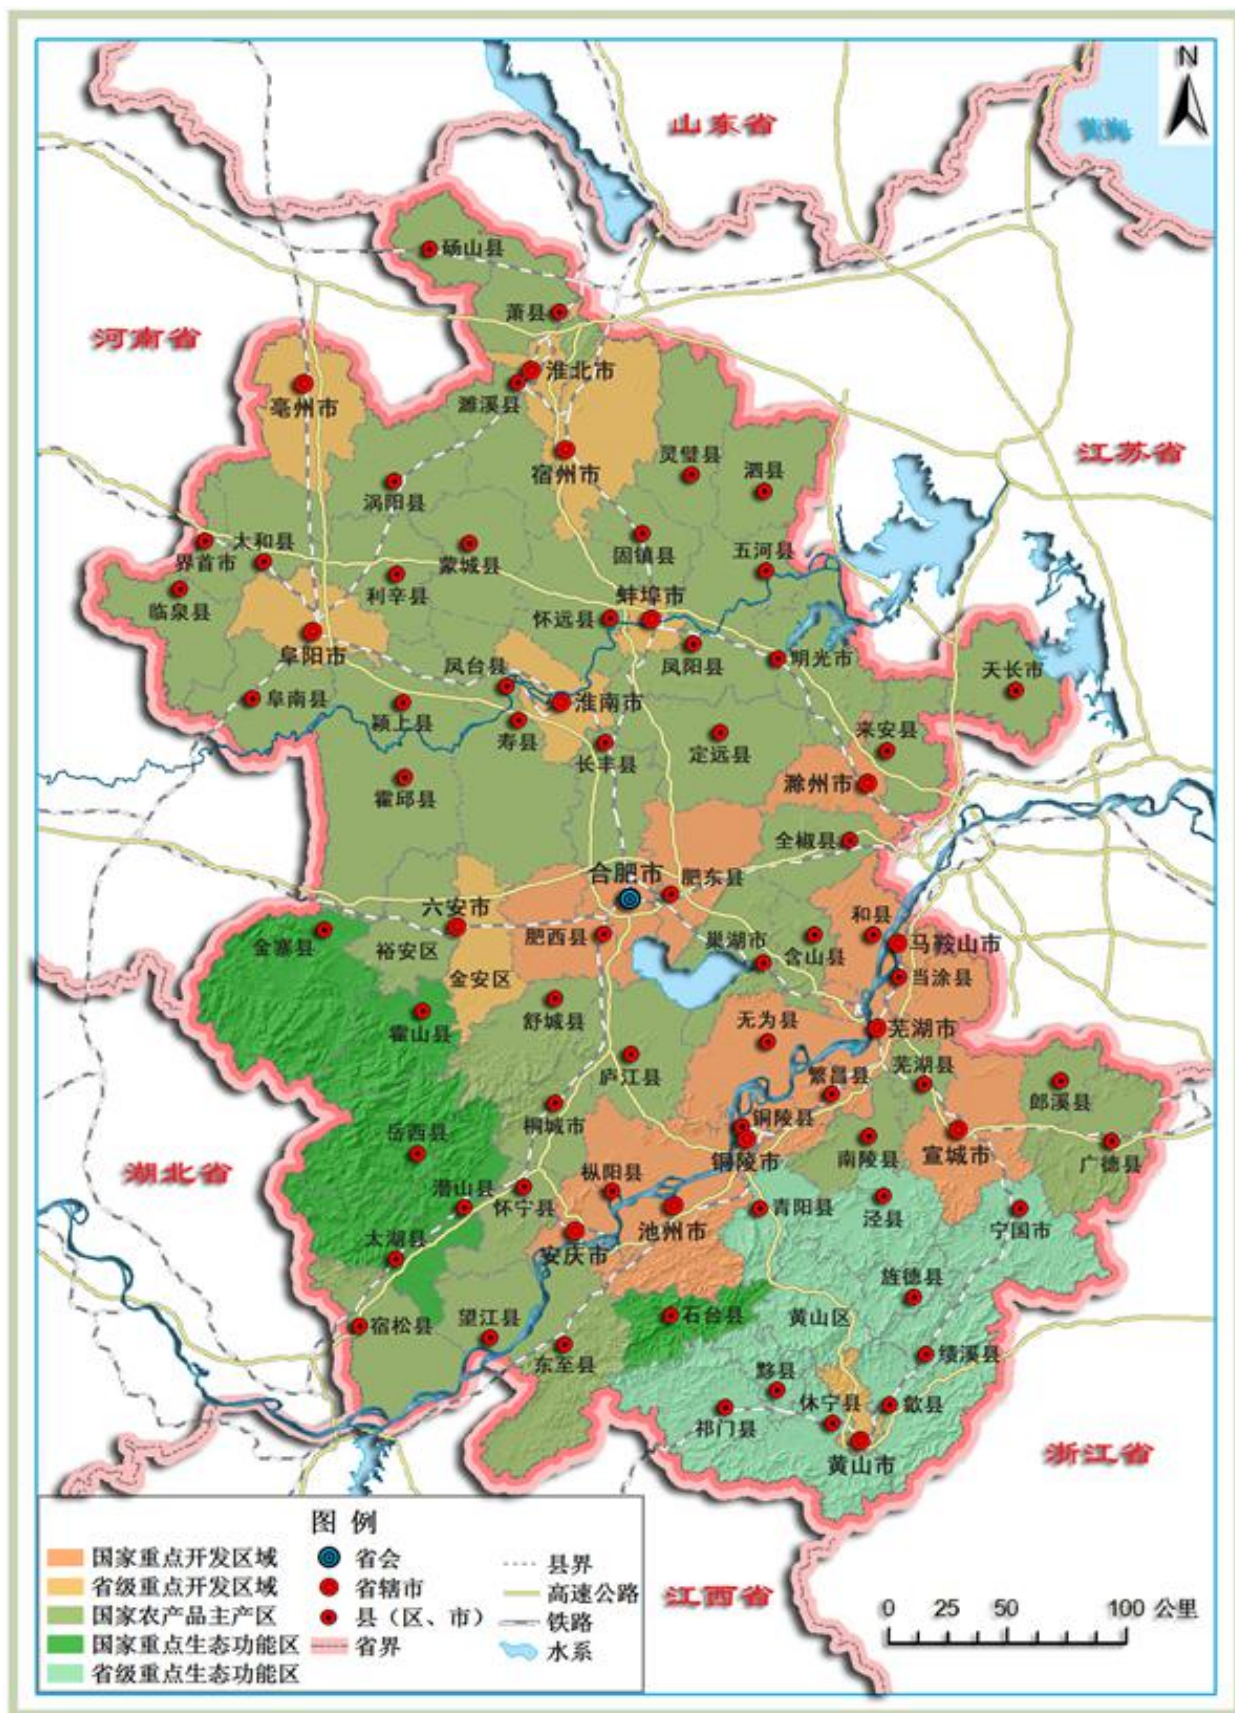 N
山东省
黄海
砀山县
萧县
河南省
淮北市
亳州市
濉溪县
江苏省
宿州市
灵璧县
泗县
涡阳县
固镇县
五河县
太和县
界首市
蒙城县
利辛县
临泉县
怀远县
蚌埠市
阜阳市
凤阳县
明光市
凤台县
天长市
阜南县
颍上县
淮南市
寿县
来安县
定远县
长丰县
滁州市
霍邱县
全椒县
合肥市
肥东县
六安市
和县
金寨县
裕安区
肥西县
巢湖市
含山县
马鞍山市
金安区
当涂县
舒城县
霍山县
无为县
芜湖市
庐江县
芜湖县
繁昌县
郎溪县
桐城市
铜陵县
岳西县
铜陵市
南陵县
宣城市
广德县
湖北省
枞阳县
潜山县
怀宁县
青阳县
泾县
宁国市
池州市
太湖县
安庆市
旌德县
石台县
黄山区
宿松县
望江县
东至县
绩溪县
黟县
休宁县
歙县
祁门县
黄山市
浙江省
江西省
图 例
国家重点开发区域
省级重点开发区域
国家农产品主产区
国家重点生态功能区
省级重点生态功能区
省会
省辖市
县（区、市）
省界
县界
高速公路
铁路
水系
0 25 50 100 公里